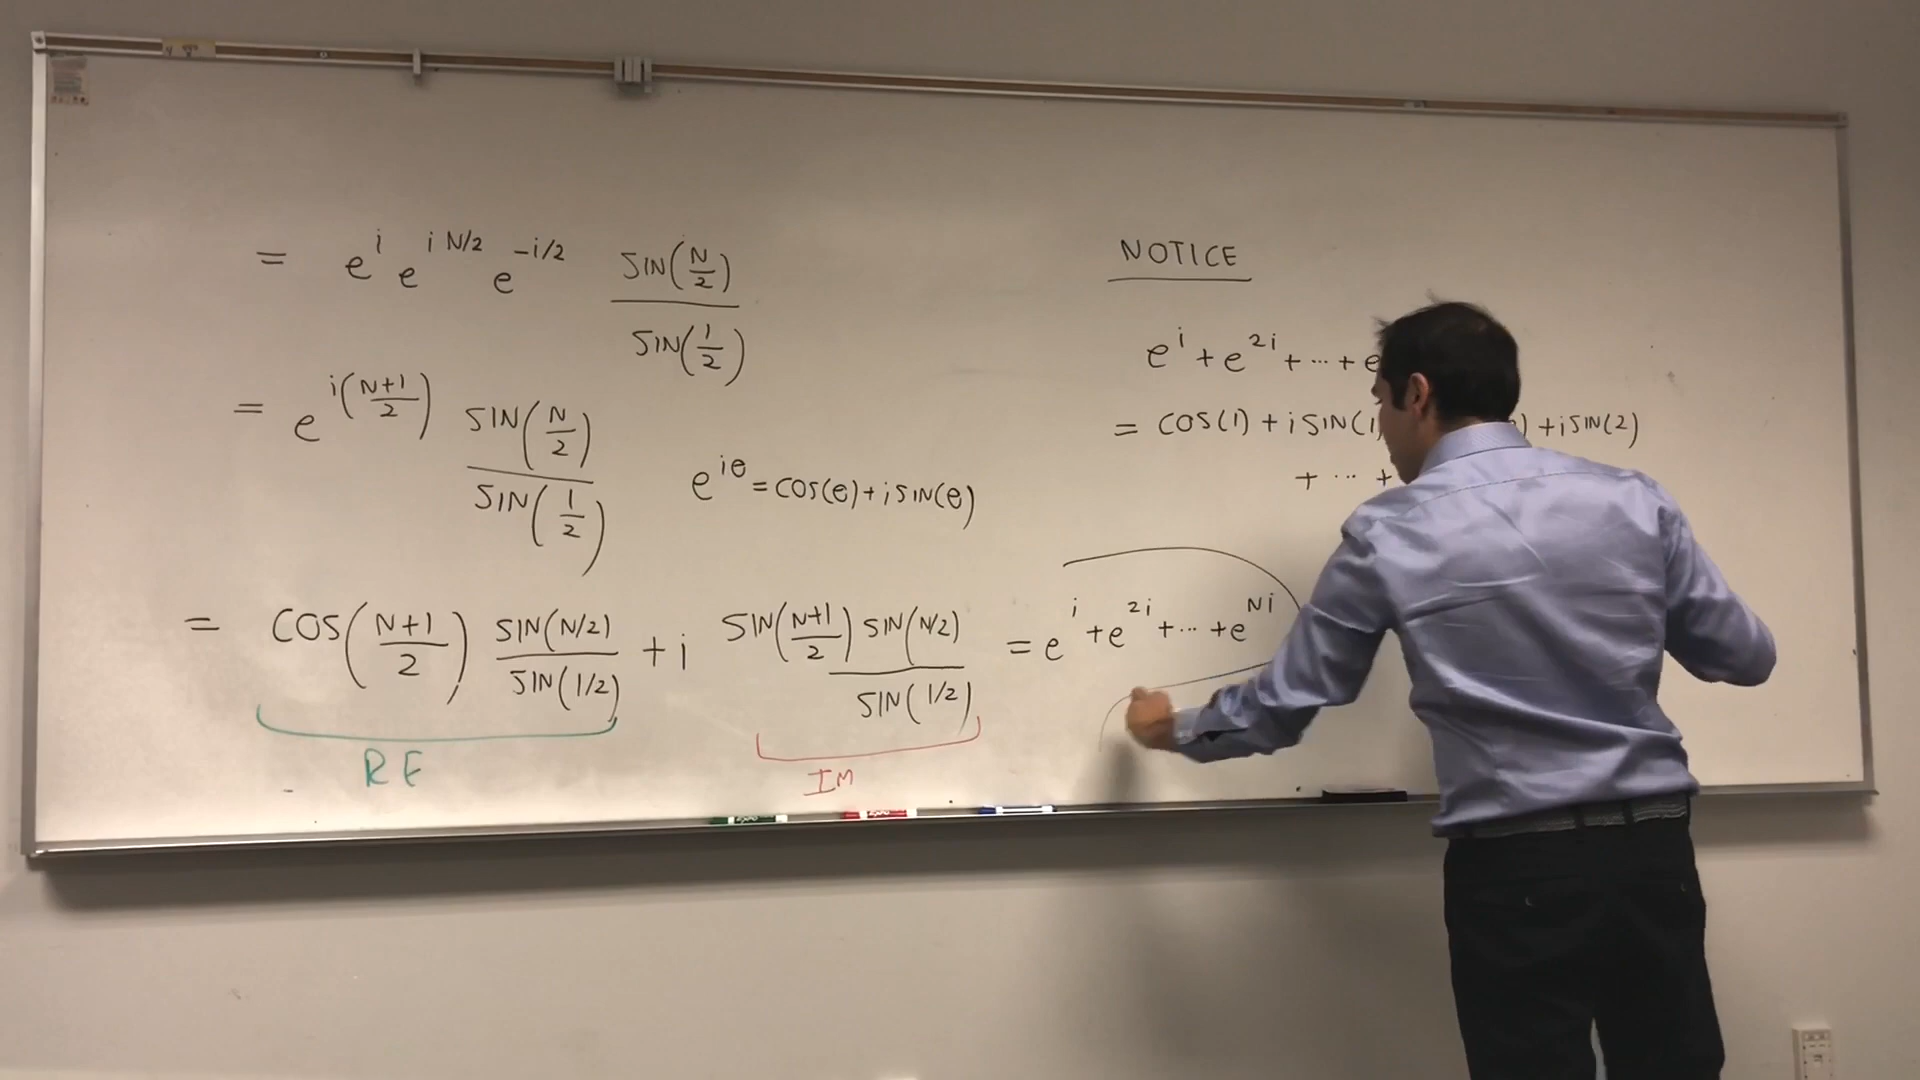 = e^i e^{i N/2} e^{-i/2} SIN(N/2) / SIN(1/2)
= e^{i(N+1/2)} SIN(N/2) / SIN(1/2)
e^{iθ} = COS(θ) + i SIN(θ)
= COS(N+1/2) SIN(N/2) / SIN(1/2) + i SIN(N+1/2) SIN(N/2) / SIN(1/2) = e^i + e^{2i} + ... + e^{Ni}
RE
IM
NOTICE
e^i + e^{2i} + ... + e
= COS(1) + i SIN(1 ) + i SIN(2)
+ ... +